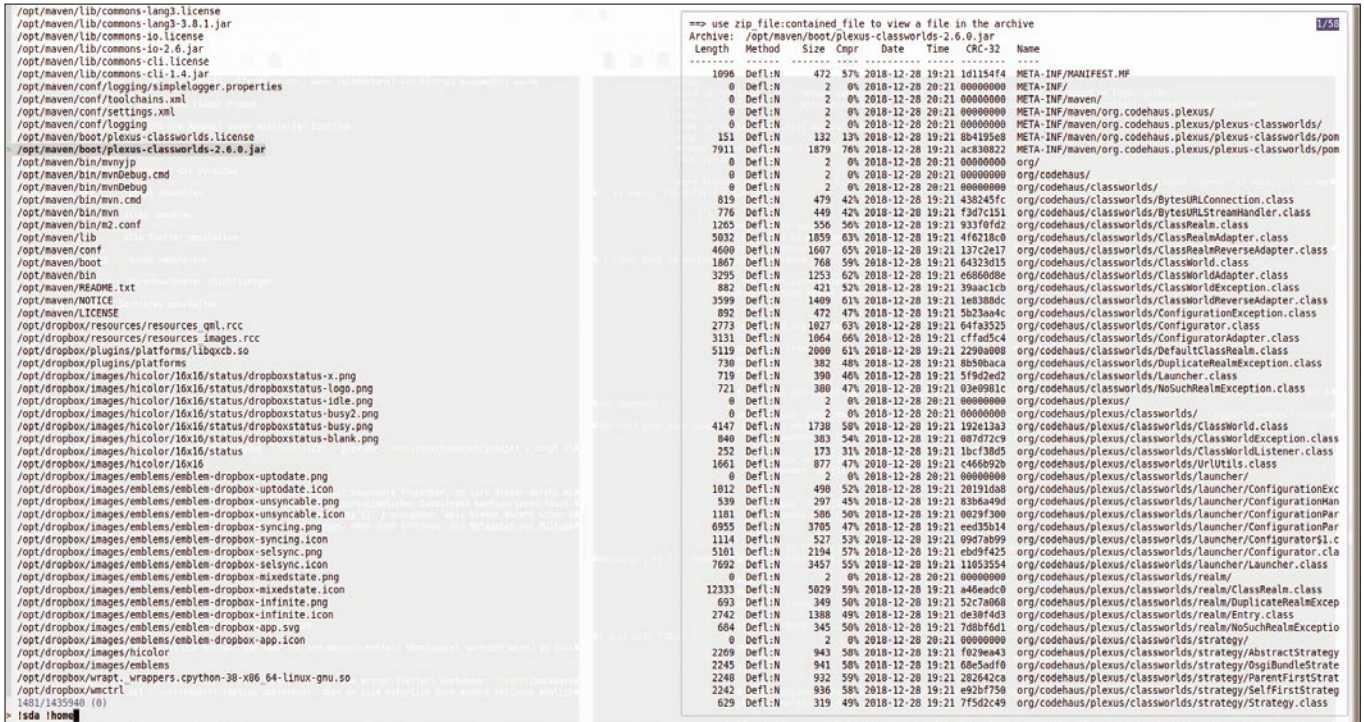 /opt/maven/lib/commons-lang3.license
/opt/maven/lib/commons-lang3-3.8.1.jar
/opt/maven/lib/commons-io.license
/opt/maven/lib/commons-io-2.6.jar
/opt/maven/lib/commons-cli.license
/opt/maven/lib/commons-cli-1.4.jar
/opt/maven/conf/logging/simplelogger.properties
/opt/maven/conf/toolchains.xml
/opt/maven/conf/settings.xml
/opt/maven/conf/logging
/opt/maven/boot/plexus-classworlds.license
> /opt/maven/boot/plexus-classworlds-2.6.0.jar
/opt/maven/bin/mvnyjp
/opt/maven/bin/mvnDebug.cmd
/opt/maven/bin/mvnDebug
/opt/maven/bin/mvn.cmd
/opt/maven/bin/mvn
/opt/maven/bin/m2.conf
/opt/maven/lib
/opt/maven/conf
/opt/maven/boot
/opt/maven/bin
/opt/maven/README.txt
/opt/maven/NOTICE
/opt/maven/LICENSE
/opt/dropbox/resources/resources_qml.rcc
/opt/dropbox/resources/resources_images.rcc
/opt/dropbox/plugins/platforms/libqxcb.so
/opt/dropbox/plugins/platforms
/opt/dropbox/images/hicolor/16x16/status/dropboxstatus-x.png
/opt/dropbox/images/hicolor/16x16/status/dropboxstatus-logo.png
/opt/dropbox/images/hicolor/16x16/status/dropboxstatus-idle.png
/opt/dropbox/images/hicolor/16x16/status/dropboxstatus-busy2.png
/opt/dropbox/images/hicolor/16x16/status/dropboxstatus-busy.png
/opt/dropbox/images/hicolor/16x16/status/dropboxstatus-blank.png
/opt/dropbox/images/hicolor/16x16/status
/opt/dropbox/images/hicolor/16x16
/opt/dropbox/images/emblems/emblem-dropbox-uptodate.png
/opt/dropbox/images/emblems/emblem-dropbox-uptodate.icon
/opt/dropbox/images/emblems/emblem-dropbox-unsyncable.png
/opt/dropbox/images/emblems/emblem-dropbox-unsyncable.icon
/opt/dropbox/images/emblems/emblem-dropbox-syncing.png
/opt/dropbox/images/emblems/emblem-dropbox-syncing.icon
/opt/dropbox/images/emblems/emblem-dropbox-selsync.png
/opt/dropbox/images/emblems/emblem-dropbox-selsync.icon
/opt/dropbox/images/emblems/emblem-dropbox-mixedstate.png
/opt/dropbox/images/emblems/emblem-dropbox-mixedstate.icon
/opt/dropbox/images/emblems/emblem-dropbox-infinite.png
/opt/dropbox/images/emblems/emblem-dropbox-infinite.icon
/opt/dropbox/images/emblems/emblem-dropbox-app.svg
/opt/dropbox/images/emblems/emblem-dropbox-app.icon
/opt/dropbox/images/hicolor
/opt/dropbox/images/emblems
/opt/dropbox/wrapt._wrappers.cpython-38-x86_64-linux-gnu.so
/opt/dropbox/wmctrl
1481/1435940 (0)
> !sda !home
==> use zip_file:contained_file to view a file in the archive 1/58
Archive: /opt/maven/boot/plexus-classworlds-2.6.0.jar
Length Method Size Cmpr Date Time CRC-32 Name
-------- ------ ------- ---- ---------- ----- -------- ----
1096 Defl:N 472 57% 2018-12-28 19:21 1d1154f4 META-INF/MANIFEST.MF
0 Defl:N 2 0% 2018-12-28 20:21 00000000 META-INF/
0 Defl:N 2 0% 2018-12-28 20:21 00000000 META-INF/maven/
0 Defl:N 2 0% 2018-12-28 20:21 00000000 META-INF/maven/org.codehaus.plexus/
0 Defl:N 2 0% 2018-12-28 20:21 00000000 META-INF/maven/org.codehaus.plexus/plexus-classworlds/
151 Defl:N 132 13% 2018-12-28 19:21 8b4195e8 META-INF/maven/org.codehaus.plexus/plexus-classworlds/pom
7911 Defl:N 1879 76% 2018-12-28 19:21 ac830822 META-INF/maven/org.codehaus.plexus/plexus-classworlds/pom
0 Defl:N 2 0% 2018-12-28 20:21 00000000 org/
0 Defl:N 2 0% 2018-12-28 20:21 00000000 org/codehaus/
0 Defl:N 2 0% 2018-12-28 20:21 00000000 org/codehaus/classworlds/
819 Defl:N 479 42% 2018-12-28 19:21 438245fc org/codehaus/classworlds/BytesURLConnection.class
776 Defl:N 449 42% 2018-12-28 19:21 f3d7c151 org/codehaus/classworlds/BytesURLStreamHandler.class
1265 Defl:N 556 56% 2018-12-28 19:21 933f0fd2 org/codehaus/classworlds/ClassRealm.class
5032 Defl:N 1859 63% 2018-12-28 19:21 4f6218c0 org/codehaus/classworlds/ClassRealmAdapter.class
4600 Defl:N 1607 65% 2018-12-28 19:21 137c2e17 org/codehaus/classworlds/ClassRealmReverseAdapter.class
1867 Defl:N 768 59% 2018-12-28 19:21 64323d15 org/codehaus/classworlds/ClassWorld.class
3295 Defl:N 1253 62% 2018-12-28 19:21 e6860d8e org/codehaus/classworlds/ClassWorldAdapter.class
882 Defl:N 421 52% 2018-12-28 19:21 39aac1cb org/codehaus/classworlds/ClassWorldException.class
3599 Defl:N 1409 61% 2018-12-28 19:21 1e8388dc org/codehaus/classworlds/ClassWorldReverseAdapter.class
892 Defl:N 472 47% 2018-12-28 19:21 5b23aa4c org/codehaus/classworlds/ConfigurationException.class
2773 Defl:N 1027 63% 2018-12-28 19:21 64fa3525 org/codehaus/classworlds/Configurator.class
3131 Defl:N 1064 66% 2018-12-28 19:21 cffad5c4 org/codehaus/classworlds/ConfiguratorAdapter.class
5119 Defl:N 2000 61% 2018-12-28 19:21 2290a008 org/codehaus/classworlds/DefaultClassRealm.class
730 Defl:N 382 48% 2018-12-28 19:21 8b50baca org/codehaus/classworlds/DuplicateRealmException.class
719 Defl:N 390 46% 2018-12-28 19:21 5f9d2ed2 org/codehaus/classworlds/Launcher.class
721 Defl:N 380 47% 2018-12-28 19:21 03e0981c org/codehaus/classworlds/NoSuchRealmException.class
0 Defl:N 2 0% 2018-12-28 20:21 00000000 org/codehaus/plexus/
0 Defl:N 2 0% 2018-12-28 20:21 00000000 org/codehaus/plexus/classworlds/
4147 Defl:N 1738 58% 2018-12-28 19:21 192e13a3 org/codehaus/plexus/classworlds/ClassWorld.class
840 Defl:N 383 54% 2018-12-28 19:21 087d72c9 org/codehaus/plexus/classworlds/ClassWorldException.class
252 Defl:N 173 31% 2018-12-28 19:21 1bcf38d5 org/codehaus/plexus/classworlds/ClassWorldListener.class
1661 Defl:N 877 47% 2018-12-28 19:21 c466b92b org/codehaus/plexus/classworlds/UrlUtils.class
0 Defl:N 2 0% 2018-12-28 20:21 00000000 org/codehaus/plexus/classworlds/launcher/
1012 Defl:N 490 52% 2018-12-28 19:21 20191da8 org/codehaus/plexus/classworlds/launcher/ConfigurationExc
539 Defl:N 297 45% 2018-12-28 19:21 83b6a49d org/codehaus/plexus/classworlds/launcher/ConfigurationHan
1181 Defl:N 586 50% 2018-12-28 19:21 0029f300 org/codehaus/plexus/classworlds/launcher/ConfigurationPar
6955 Defl:N 3705 47% 2018-12-28 19:21 eed35b14 org/codehaus/plexus/classworlds/launcher/ConfigurationPar
1114 Defl:N 527 53% 2018-12-28 19:21 09d7ab99 org/codehaus/plexus/classworlds/launcher/Configurator$1.c
5101 Defl:N 2194 57% 2018-12-28 19:21 ebd9f425 org/codehaus/plexus/classworlds/launcher/Configurator.cla
7692 Defl:N 3457 55% 2018-12-28 19:21 11053554 org/codehaus/plexus/classworlds/launcher/Launcher.class
0 Defl:N 2 0% 2018-12-28 20:21 00000000 org/codehaus/plexus/classworlds/realm/
12333 Defl:N 5029 59% 2018-12-28 19:21 a46eadc0 org/codehaus/plexus/classworlds/realm/ClassRealm.class
693 Defl:N 349 50% 2018-12-28 19:21 52c7a068 org/codehaus/plexus/classworlds/realm/DuplicateRealmExcep
2742 Defl:N 1388 49% 2018-12-28 19:21 de30f4d3 org/codehaus/plexus/classworlds/realm/Entry.class
684 Defl:N 345 50% 2018-12-28 19:21 7d8bf6d1 org/codehaus/plexus/classworlds/realm/NoSuchRealmExceptio
0 Defl:N 2 0% 2018-12-28 20:21 00000000 org/codehaus/plexus/classworlds/strategy/
2269 Defl:N 943 58% 2018-12-28 19:21 f029ea43 org/codehaus/plexus/classworlds/strategy/AbstractStrategy
2245 Defl:N 941 58% 2018-12-28 19:21 68e5adf0 org/codehaus/plexus/classworlds/strategy/OsgiBundleStrate
2248 Defl:N 932 59% 2018-12-28 19:21 282642ca org/codehaus/plexus/classworlds/strategy/ParentFirstStrat
2242 Defl:N 936 58% 2018-12-28 19:21 e92bf750 org/codehaus/plexus/classworlds/strategy/SelfFirstStrateg
629 Defl:N 319 49% 2018-12-28 19:21 7f5d2c49 org/codehaus/plexus/classworlds/strategy/Strategy.class